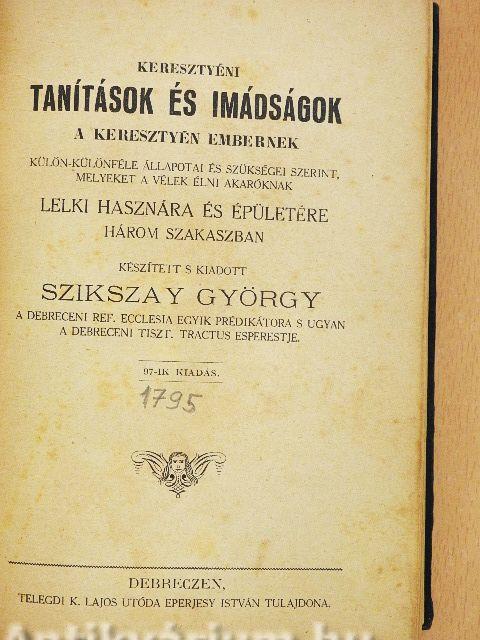 KERESZTYÉNI
TANÍTÁSOK ÉS IMÁDSÁGOK
A KERESZTYÉN EMBERNEK
KÜLÖN-KÜLÖNFÉLE ÁLLAPOTAI ÉS SZÜKSÉGEI SZERINT,
MELYEKET A VÉLEK ÉLNI AKARÓKNAK
LELKI HASZNÁRA ÉS ÉPÜLETÉRE
HÁROM SZAKASZBAN
KÉSZÍTETT S KIADOTT
SZIKSZAY GYÖRGY
A DEBRECENI REF. ECCLESIA EGYIK PRÉDIKÁTORA S UGYAN
A DEBRECENI TISZT. TRACTUS ESPERESTJE.
97-IK KIADÁS.
1795
DEBRECZEN,
TELEGDI K. LAJOS UTÓDA EPERJESY ISTVÁN TULAJDONA.
Antikvárium.hu